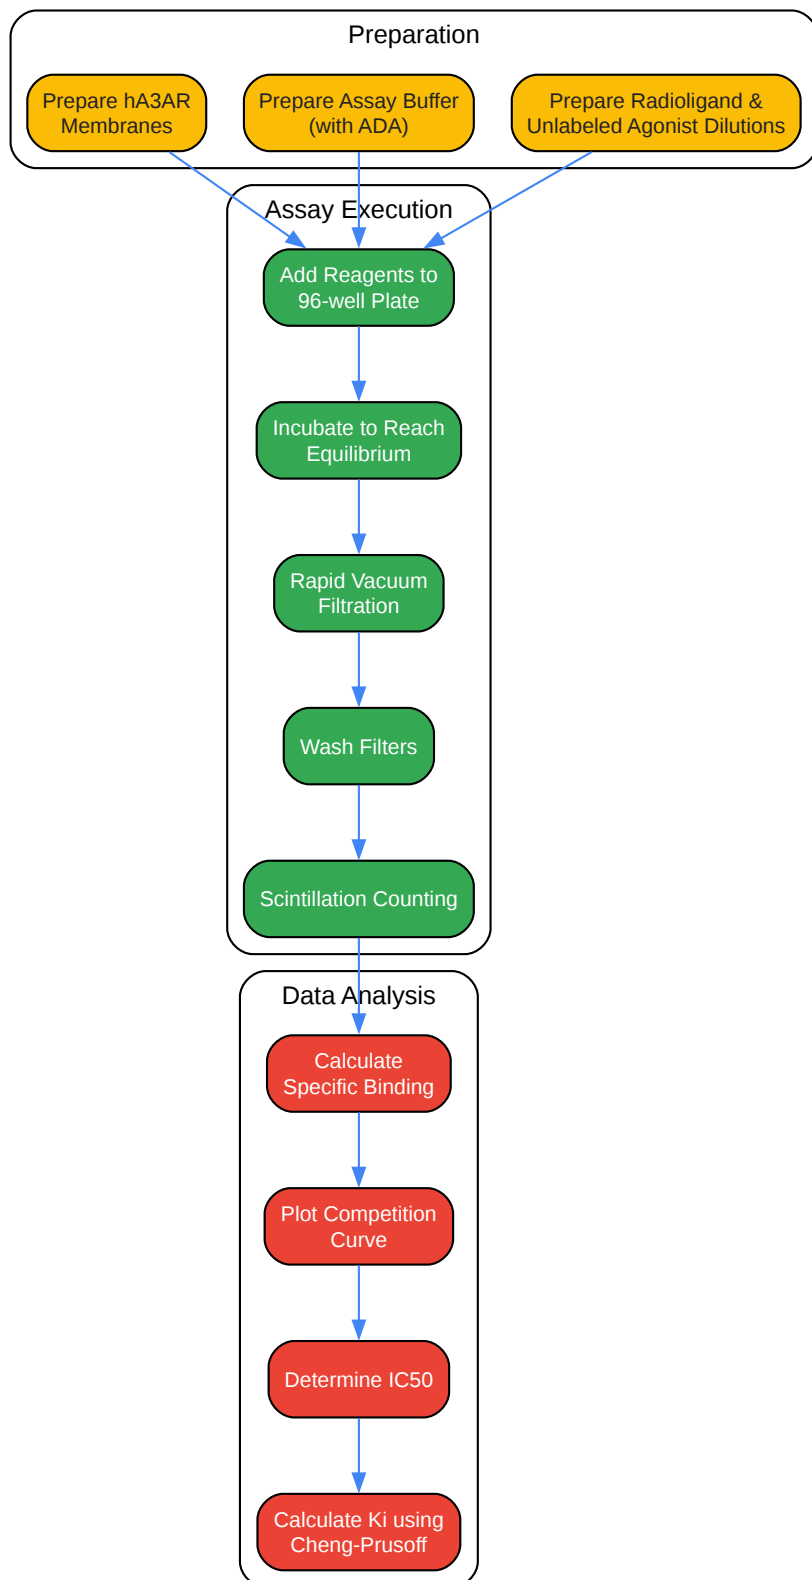 Preparation
Prepare hA3AR
Membranes
Prepare Assay Buffer
(with ADA)
Prepare Radioligand &
Unlabeled Agonist Dilutions
Assay Execution
Add Reagents to
96-well Plate
Incubate to Reach
Equilibrium
Rapid Vacuum
Filtration
Wash Filters
Scintillation Counting
Data Analysis
Calculate
Specific Binding
Plot Competition
Curve
Determine IC50
Calculate Ki using
Cheng-Prusoff